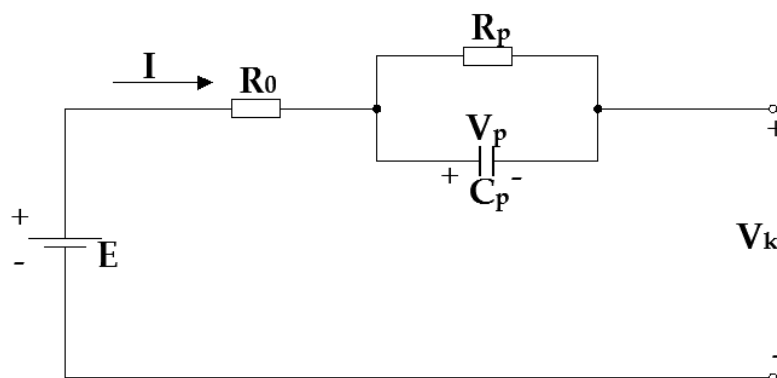 R₀
I
Rₚ
+
Vₚ
+ -
Cₚ
+
-
E
Vₖ
-